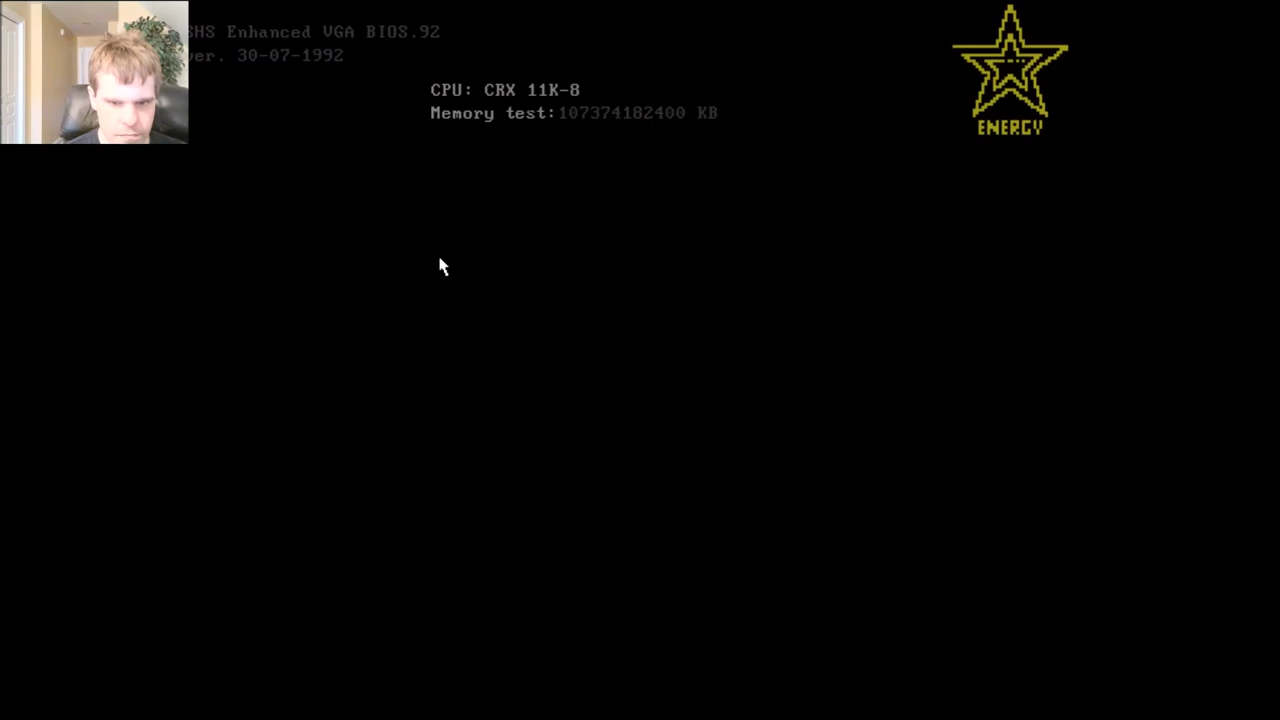 SHS Enhanced VGA BIOS.92
ver. 30-07-1992
CPU: CRX 11K-8
Memory test:107374182400 KB
ENERGY